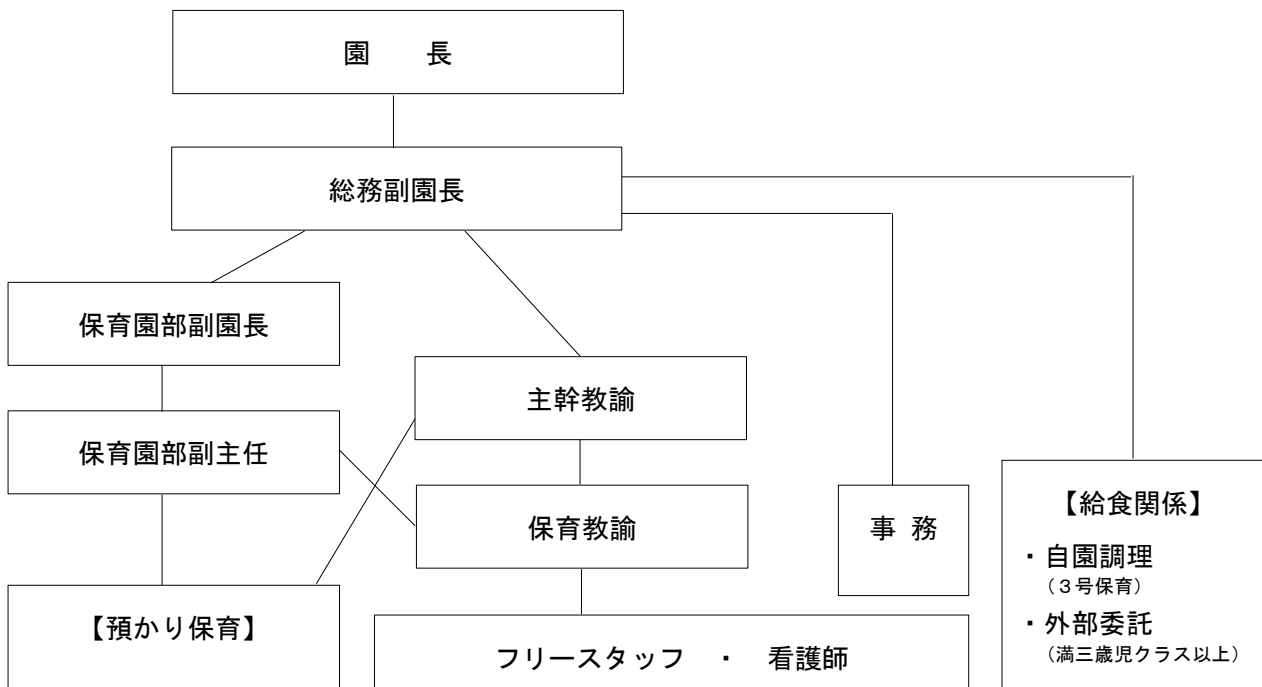 園　　長
総務副園長
保育園部副園長
主幹教諭
保育園部副主任
保育教諭
事 務
【給食関係】
・自園調理
（３号保育）
・外部委託
（満三歳児クラス以上）
【預かり保育】
フリースタッフ　・　看護師